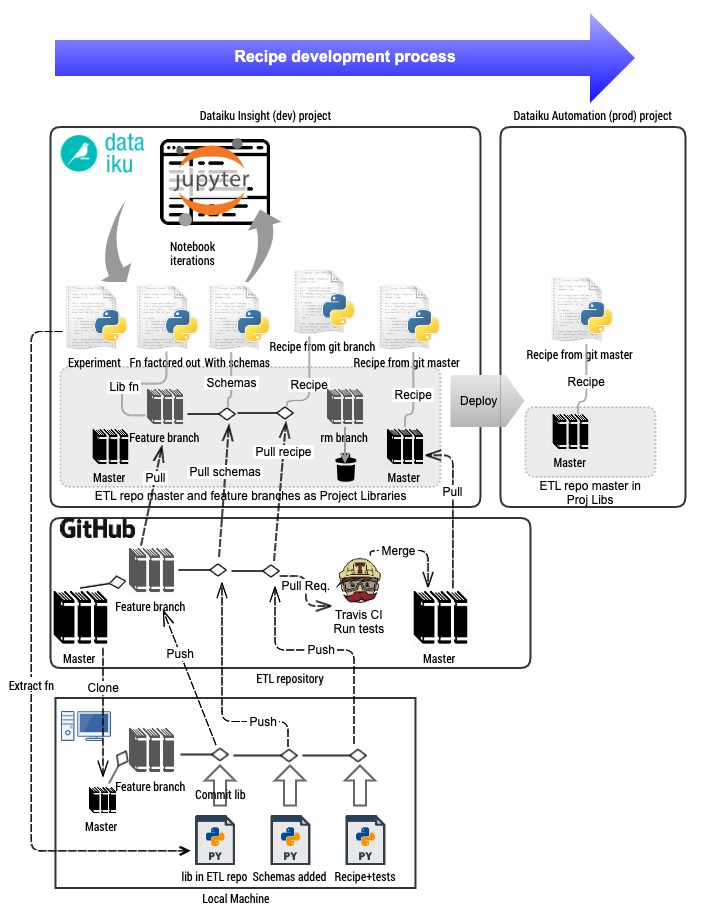 Recipe development process
Dataiku Insight (dev) project
Dataiku Automation (prod) project
data
iku
jupyter
Notebook
iterations
Experiment
Fn factored out
With schemas
Recipe from git branch
Recipe from git master
Recipe from git master
Lib fn
Schemas
Recipe
Recipe
Recipe
Deploy
Feature branch
rm branch
Master
Master
Master
Pull
Pull schemas
Pull recipe
Pull
ETL repo master and feature branches as Project Libraries
ETL repo master in
Proj Libs
GitHub
Merge
Pull Req.
T
Feature branch
Travis CI
Run tests
Master
Master
Push
Push
ETL repository
Extract fn
Clone
Push
Feature branch
Commit lib
Master
PY
PY
PY
lib in ETL repo
Schemas added
Recipe+tests
Local Machine